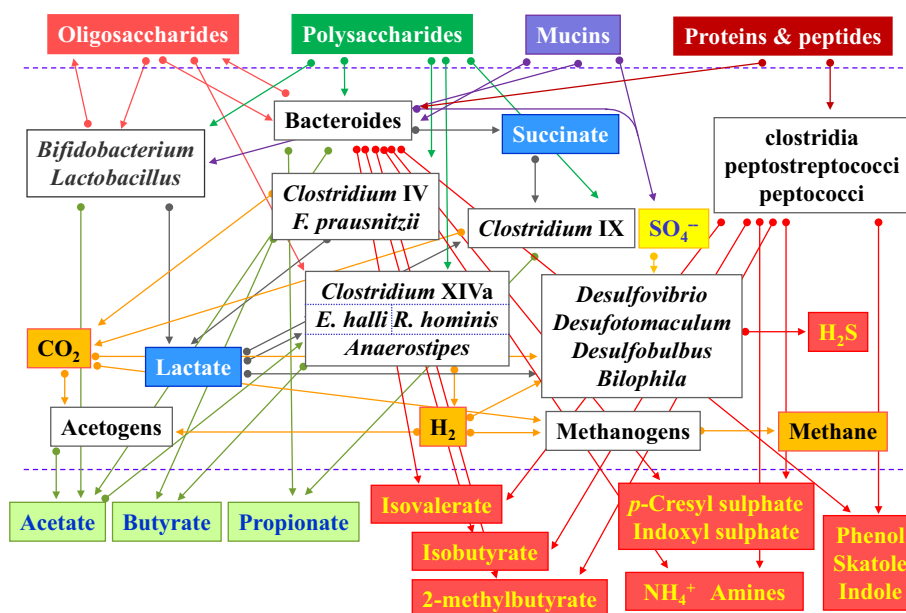 Oligosaccharides
Polysaccharides
Mucins
Proteins & peptides
Bacteroides
Succinate
Bifidobacterium
Lactobacillus
clostridia
peptostreptococci
peptococci
Clostridium IV
F. prausnitzii
Clostridium IX
SO₄⁻⁻
Clostridium XIVa
E. halli R. hominis
Anaerostipes
Desulfovibrio
Desufotomaculum
Desulfobulbus
Bilophila
CO₂
Lactate
H₂S
Acetogens
H₂
Methanogens
Methane
Acetate
Butyrate
Propionate
Isovalerate
p-Cresyl sulphate
Indoxyl sulphate
Isobutyrate
Phenol
Skatole
Indole
2-methylbutyrate
NH₄⁺ Amines